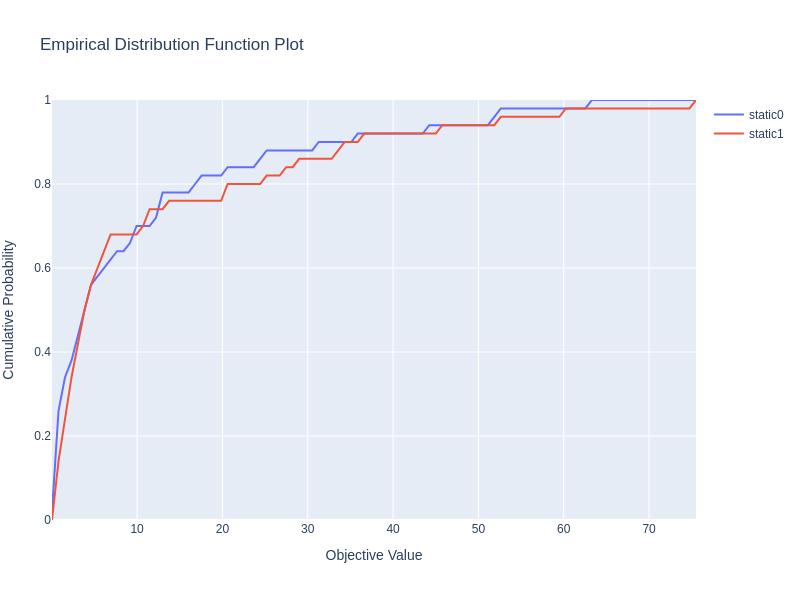 Empirical Distribution Function Plot
1
0.8
0.6
0.4
0.2
0
10
20
30
40
50
60
70
Cumulative Probability
Objective Value
static0
static1